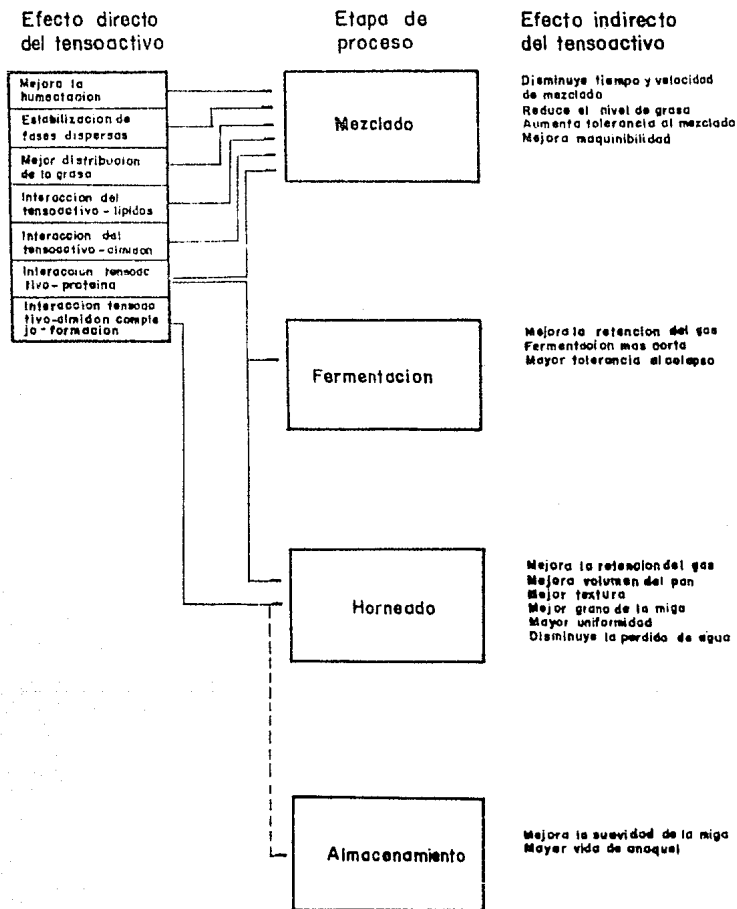 Efecto directo
del tensoactivo
Etapa de
proceso
Efecto indirecto
del tensoactivo
Mejora la
humectacion
Estabilizacion de
fases dispersas
Mejor distribucion
de la grasa
Interaccion del
tensoactivo - lipidos
Interaccion del
tensoactivo - almidon
Interaccion tensoac
tivo - proteina
Interaccion tensoac
tivo-almidon comple
jo - formacion
Mezclado
Disminuye tiempo y velocidad
de mezclado
Reduce el nivel de grasa
Aumenta tolerancia al mezclado
Mejora maquinibilidad
Fermentacion
Mejora la retencion del gas
Fermentacion mas corta
Mayor tolerancia al colapso
Horneado
Mejora la retencion del gas
Mejora volumen del pan
Mejor textura
Mejor grano de la miga
Mayor uniformidad
Disminuye la perdida de agua
Almacenamiento
Mejora la suavidad de la miga
Mayor vida de anaquel